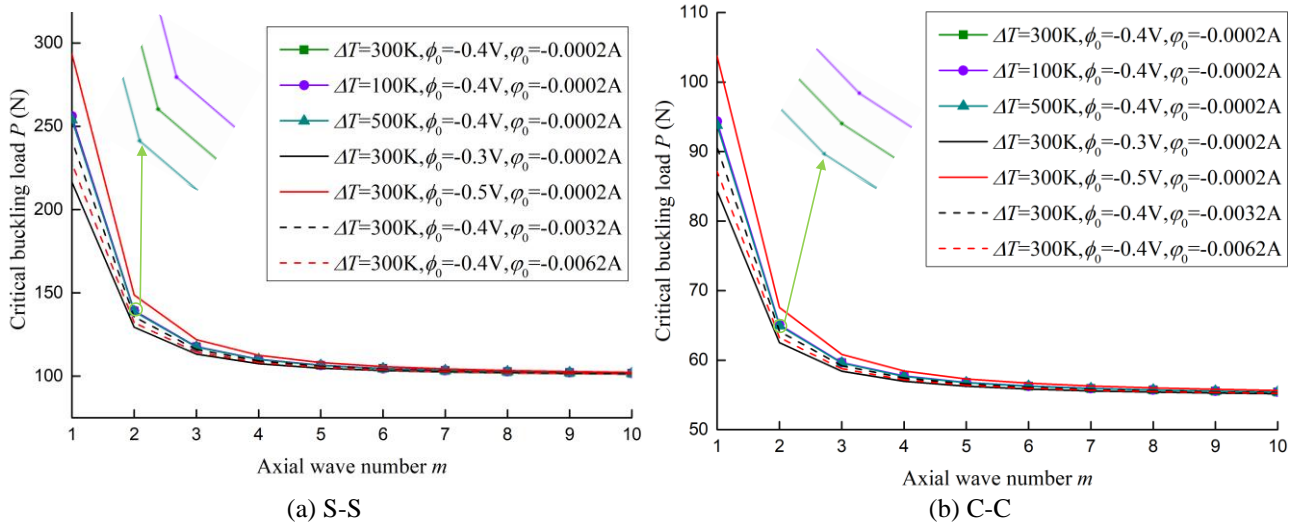 Critical buckling load P (N)
300
250
200
150
100
1 2 3 4 5 6 7 8 9 10
Axial wave number m
ΔT=300K,ϕ₀=-0.4V,φ₀=-0.0002A
ΔT=100K,ϕ₀=-0.4V,φ₀=-0.0002A
ΔT=500K,ϕ₀=-0.4V,φ₀=-0.0002A
ΔT=300K,ϕ₀=-0.3V,φ₀=-0.0002A
ΔT=300K,ϕ₀=-0.5V,φ₀=-0.0002A
ΔT=300K,ϕ₀=-0.4V,φ₀=-0.0032A
ΔT=300K,ϕ₀=-0.4V,φ₀=-0.0062A
(a) S-S
Critical buckling load P (N)
110
100
90
80
70
60
50
1 2 3 4 5 6 7 8 9 10
Axial wave number m
ΔT=300K,ϕ₀=-0.4V,φ₀=-0.0002A
ΔT=100K,ϕ₀=-0.4V,φ₀=-0.0002A
ΔT=500K,ϕ₀=-0.4V,φ₀=-0.0002A
ΔT=300K,ϕ₀=-0.3V,φ₀=-0.0002A
ΔT=300K,ϕ₀=-0.5V,φ₀=-0.0002A
ΔT=300K,ϕ₀=-0.4V,φ₀=-0.0032A
ΔT=300K,ϕ₀=-0.4V,φ₀=-0.0062A
(b) C-C